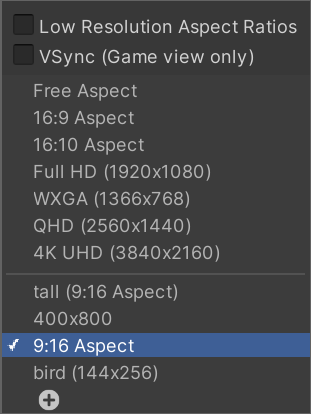 Low Resolution Aspect Ratios
VSync (Game view only)
Free Aspect
16:9 Aspect
16:10 Aspect
Full HD (1920x1080)
WXGA (1366x768)
QHD (2560x1440)
4K UHD (3840x2160)
tall (9:16 Aspect)
400x800
9:16 Aspect
bird (144x256)